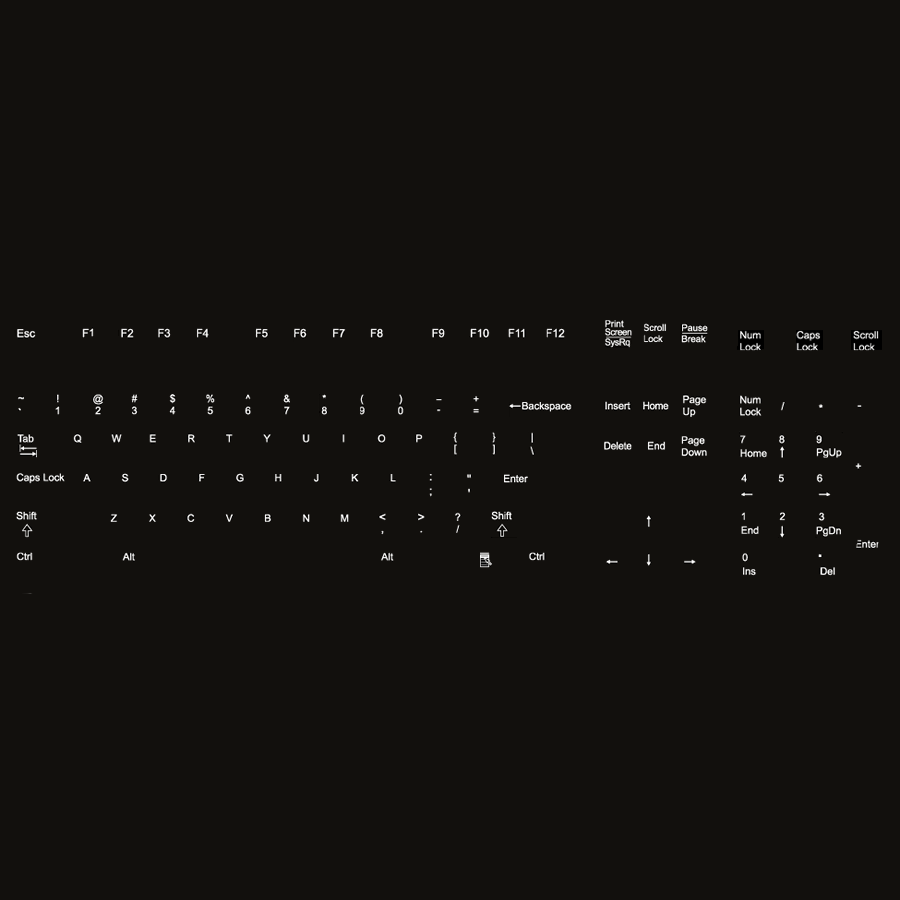 Esc F1 F2 F3 F4 F5 F6 F7 F8 F9 F10 F11 F12 Print Screen SysRq Scroll Lock Pause Break Num Lock Caps Lock Scroll Lock
~ ! @ # $ % ^ & * ( ) – +
` 1 2 3 4 5 6 7 8 9 0 - = ←Backspace Insert Home Page Up Num Lock / * -
Tab Q W E R T Y U I O P { [ } ] | \ Delete End Page Down 7 Home 8 ↑ 9 PgUp
+
Caps Lock A S D F G H J K L : ; " Enter 4 ← 5 6 →
Shift Z X C V B N M < , > . ? / Shift ↑ 1 End 2 ↓ 3 PgDn
Enter
Ctrl Alt Alt Ctrl ← ↓ → 0 Ins . Del